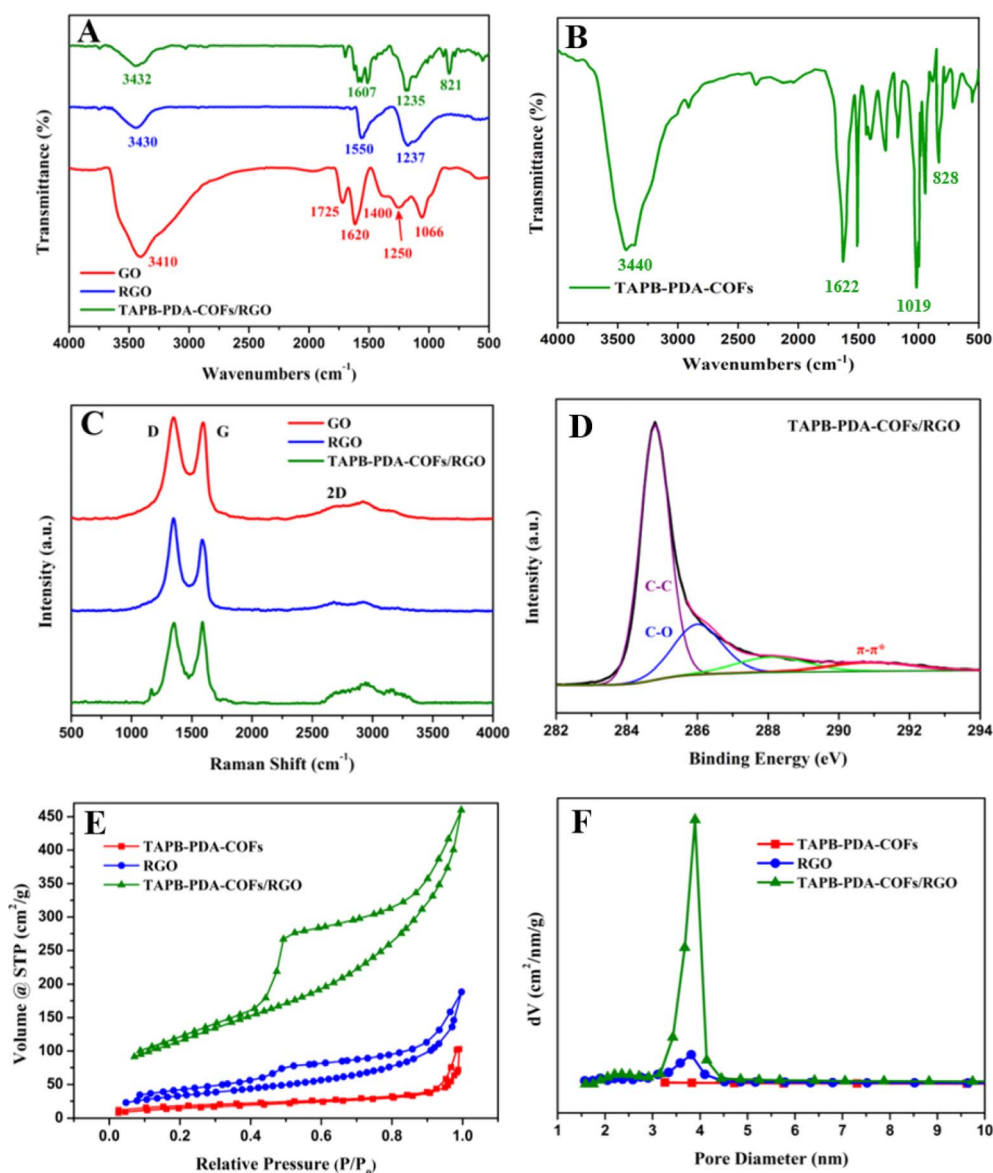 A
3432
1607
1235
821
3430
1550
1237
1725
1620
1400
1250
1066
3410
GO
RGO
TAPB-PDA-COFs/RGO
Transmittance (%)
4000 3500 3000 2500 2000 1500 1000 500
Wavenumbers (cm⁻¹)
B
3440
1622
1019
828
TAPB-PDA-COFs
Transmittance (%)
4000 3500 3000 2500 2000 1500 1000 500
Wavenumbers (cm⁻¹)
C
D G
2D
GO
RGO
TAPB-PDA-COFs/RGO
Intensity (a.u.)
500 1000 1500 2000 2500 3000 3500 4000
Raman Shift (cm⁻¹)
D
TAPB-PDA-COFs/RGO
C-C
C-O
π-π*
Intensity (a.u.)
282 284 286 288 290 292 294
Binding Energy (eV)
E
TAPB-PDA-COFs
RGO
TAPB-PDA-COFs/RGO
Volume @ STP (cm²/g)
450
400
350
300
250
200
150
100
50
0
0.0 0.2 0.4 0.6 0.8 1.0
Relative Pressure (P/P₀)
F
TAPB-PDA-COFs
RGO
TAPB-PDA-COFs/RGO
dV (cm²/nm/g)
1 2 3 4 5 6 7 8 9 10
Pore Diameter (nm)